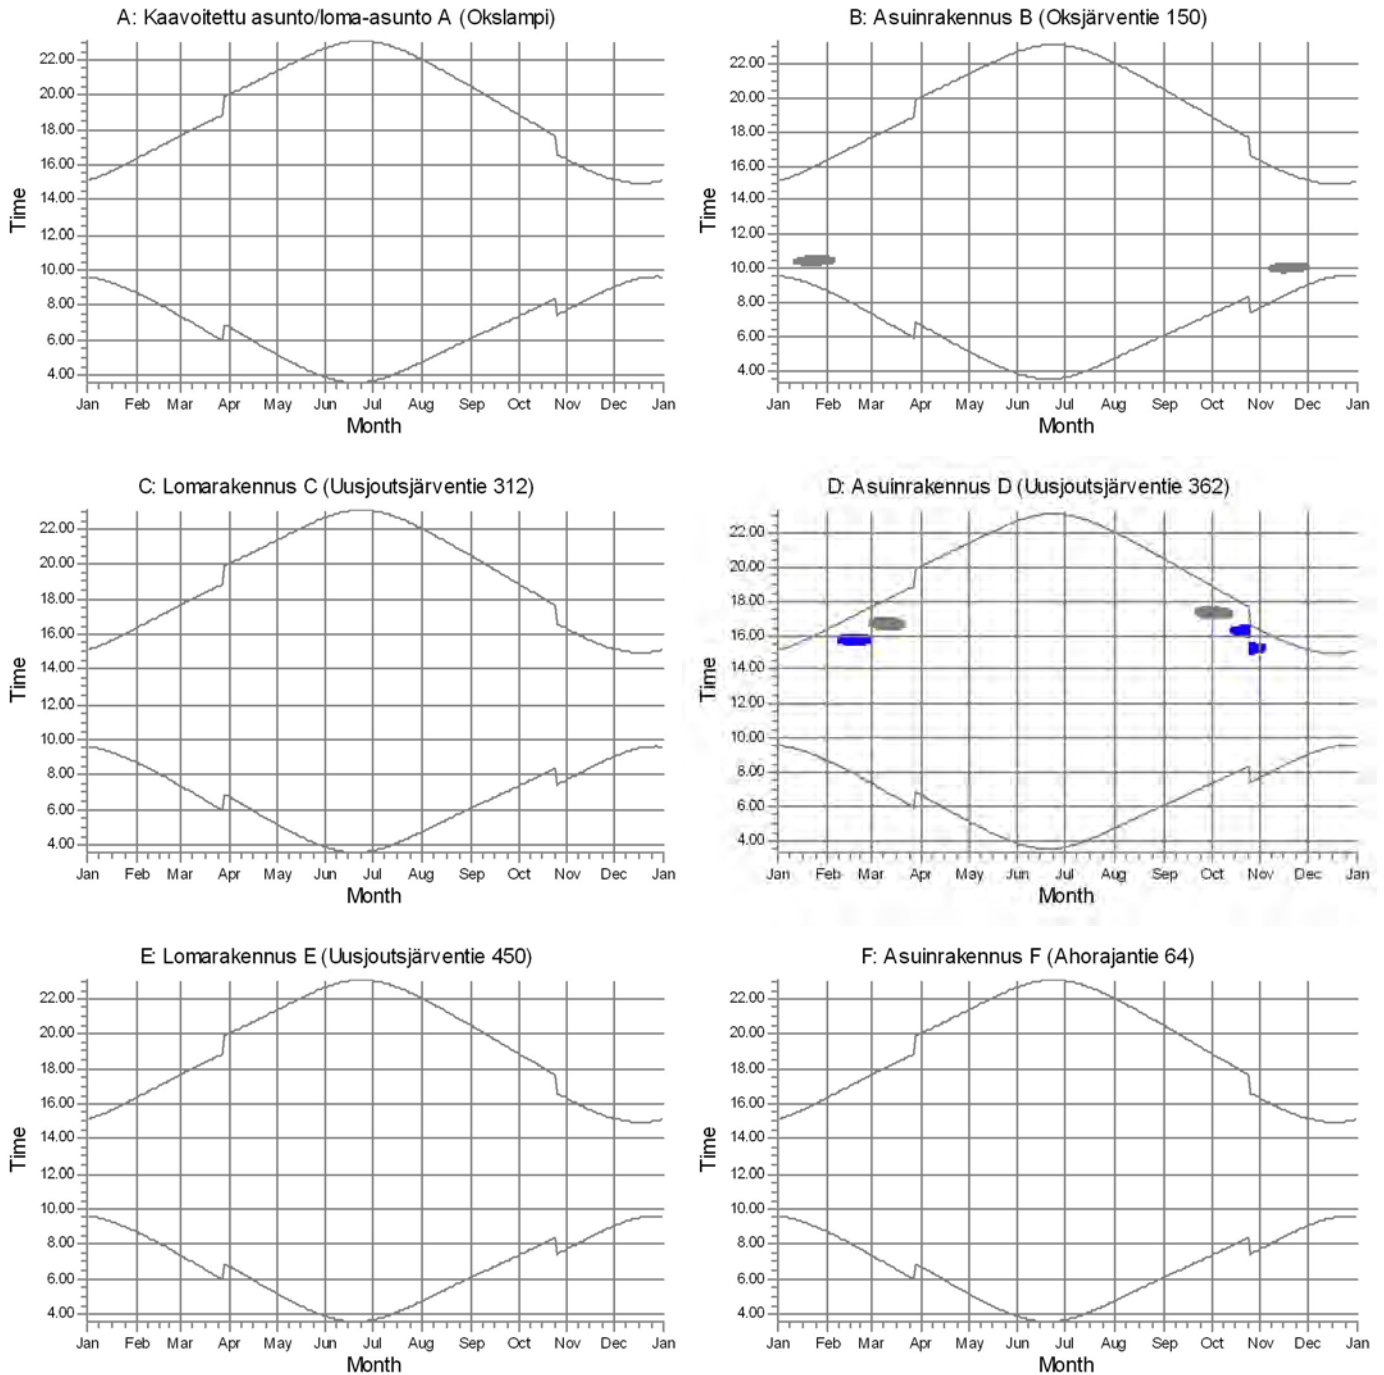 A: Kaavoitettu asunto/loma-asunto A (Okslampi)
22.00
20.00
18.00
16.00
14.00
12.00
10.00
8.00
6.00
4.00
Time
Jan Feb Mar Apr May Jun Jul Aug Sep Oct Nov Dec Jan
Month
B: Asuinrakennus B (Oksjärventie 150)
22.00
20.00
18.00
16.00
14.00
12.00
10.00
8.00
6.00
4.00
Time
Jan Feb Mar Apr May Jun Jul Aug Sep Oct Nov Dec Jan
Month
C: Lomarakennus C (Uusjoutsjärventie 312)
22.00
20.00
18.00
16.00
14.00
12.00
10.00
8.00
6.00
4.00
Time
Jan Feb Mar Apr May Jun Jul Aug Sep Oct Nov Dec Jan
Month
D: Asuinrakennus D (Uusjoutsjärventie 362)
22.00
20.00
18.00
16.00
14.00
12.00
10.00
8.00
6.00
4.00
Time
Jan Feb Mar Apr May Jun Jul Aug Sep Oct Nov Dec Jan
Month
E: Lomarakennus E (Uusjoutsjärventie 450)
22.00
20.00
18.00
16.00
14.00
12.00
10.00
8.00
6.00
4.00
Time
Jan Feb Mar Apr May Jun Jul Aug Sep Oct Nov Dec Jan
Month
F: Asuinrakennus F (Ahorajantie 64)
22.00
20.00
18.00
16.00
14.00
12.00
10.00
8.00
6.00
4.00
Time
Jan Feb Mar Apr May Jun Jul Aug Sep Oct Nov Dec Jan
Month